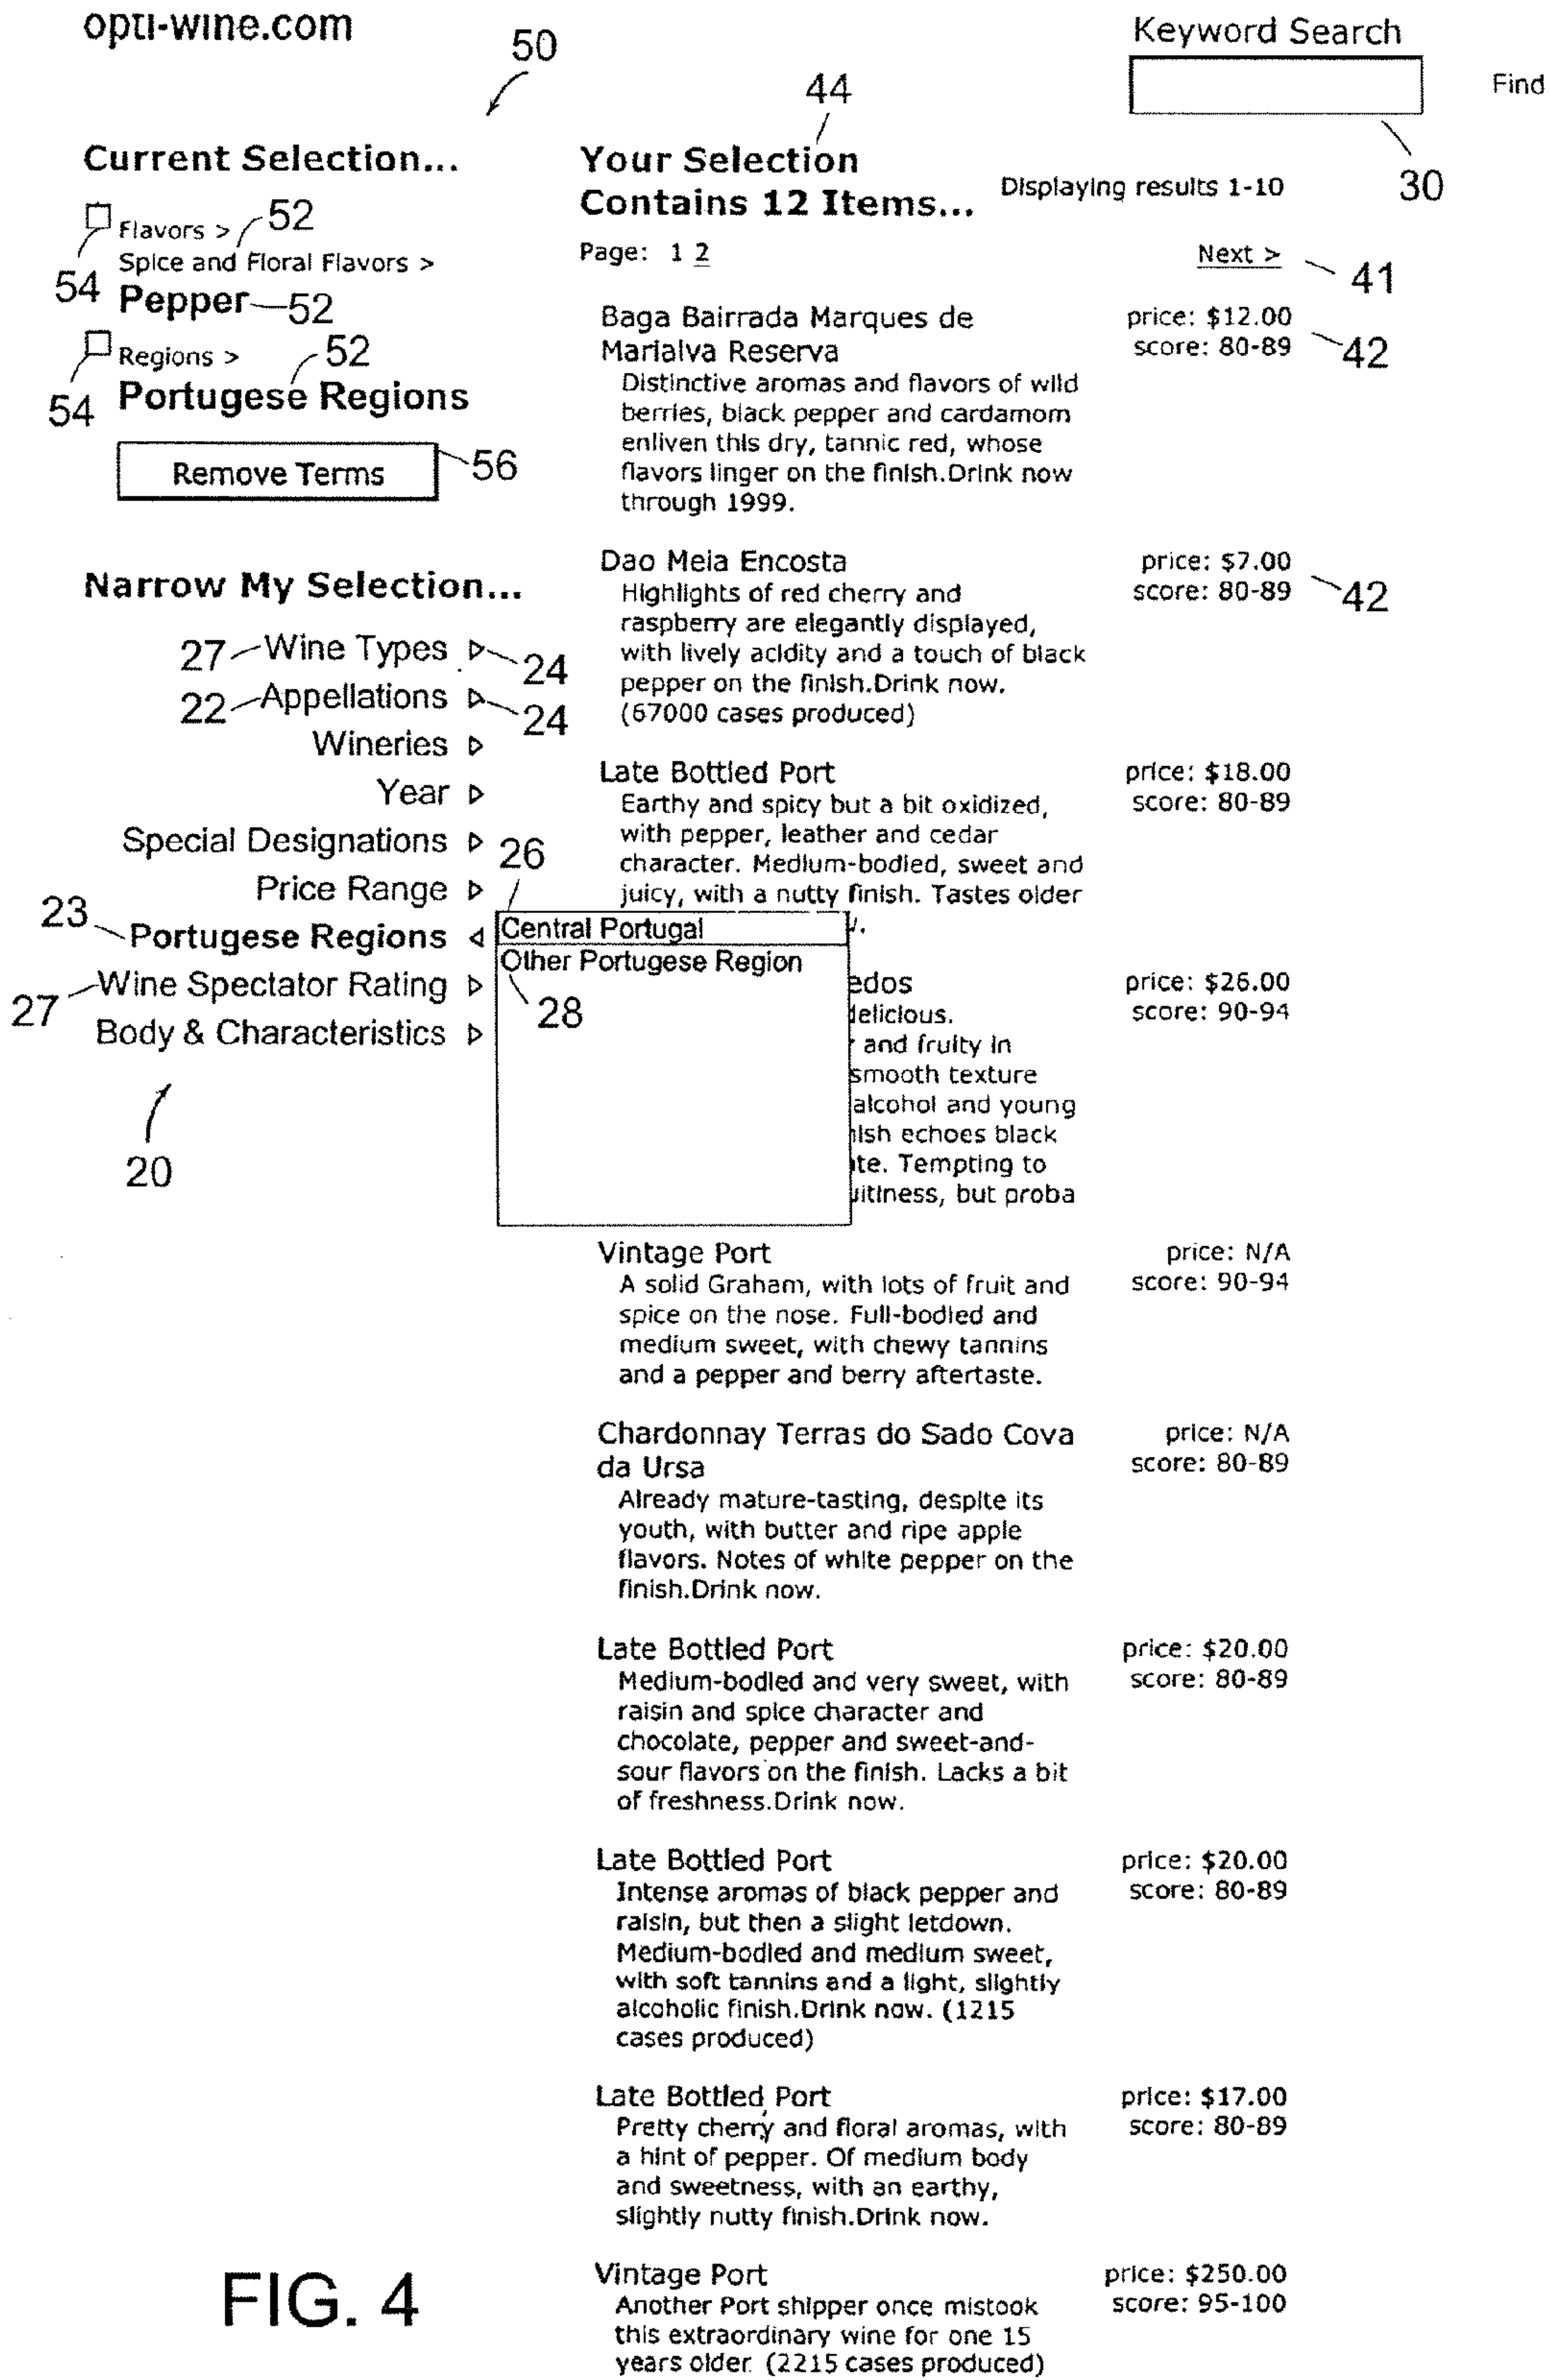 opti-wine.com
50
Keyword Search
Find
30
44
Current Selection...
Flavors >
52
Spice and Floral Flavors >
54
Pepper
52
Regions >
52
54
Portugese Regions
Remove Terms
56
Narrow My Selection...
27
Wine Types
24
22
Appellations
24
Wineries
Year
Special Designations
Price Range
23
Portugese Regions
27
Wine Spectator Rating
Body & Characteristics
20
26
Central Portugal
Other Portugese Region
28
Your Selection
Contains 12 Items...
Displaying results 1-10
Page: 1 2
Next >
41
Baga Bairrada Marques de
Marialva Reserva
price: $12.00
score: 80-89
42
Distinctive aromas and flavors of wild
berries, black pepper and cardamom
enliven this dry, tannic red, whose
flavors linger on the finish.Drink now
through 1999.
Dao Meia Encosta
price: $7.00
score: 80-89
42
Highlights of red cherry and
raspberry are elegantly displayed,
with lively acidity and a touch of black
pepper on the finish.Drink now.
(67000 cases produced)
Late Bottled Port
price: $18.00
score: 80-89
Earthy and spicy but a bit oxidized,
with pepper, leather and cedar
character. Medium-bodied, sweet and
juicy, with a nutty finish. Tastes older
price: $26.00
score: 90-94
and fruity in
smooth texture
alcohol and young
echoes black
Tempting to
but proba
Vintage Port
price: N/A
score: 90-94
A solid Graham, with lots of fruit and
spice on the nose. Full-bodied and
medium sweet, with chewy tannins
and a pepper and berry aftertaste.
Chardonnay Terras do Sado Cova
da Ursa
price: N/A
score: 80-89
Already mature-tasting, despite its
youth, with butter and ripe apple
flavors. Notes of white pepper on the
finish.Drink now.
Late Bottled Port
price: $20.00
score: 80-89
Medium-bodied and very sweet, with
raisin and spice character and
chocolate, pepper and sweet-and-
sour flavors on the finish. Lacks a bit
of freshness.Drink now.
Late Bottled Port
price: $20.00
score: 80-89
Intense aromas of black pepper and
raisin, but then a slight letdown.
Medium-bodied and medium sweet,
with soft tannins and a light, slightly
alcoholic finish.Drink now. (1215
cases produced)
Late Bottled Port
price: $17.00
score: 80-89
Pretty cherry and floral aromas, with
a hint of pepper. Of medium body
and sweetness, with an earthy,
slightly nutty finish.Drink now.
Vintage Port
price: $250.00
score: 95-100
Another Port shipper once mistook
this extraordinary wine for one 15
years older. (2215 cases produced)
FIG. 4